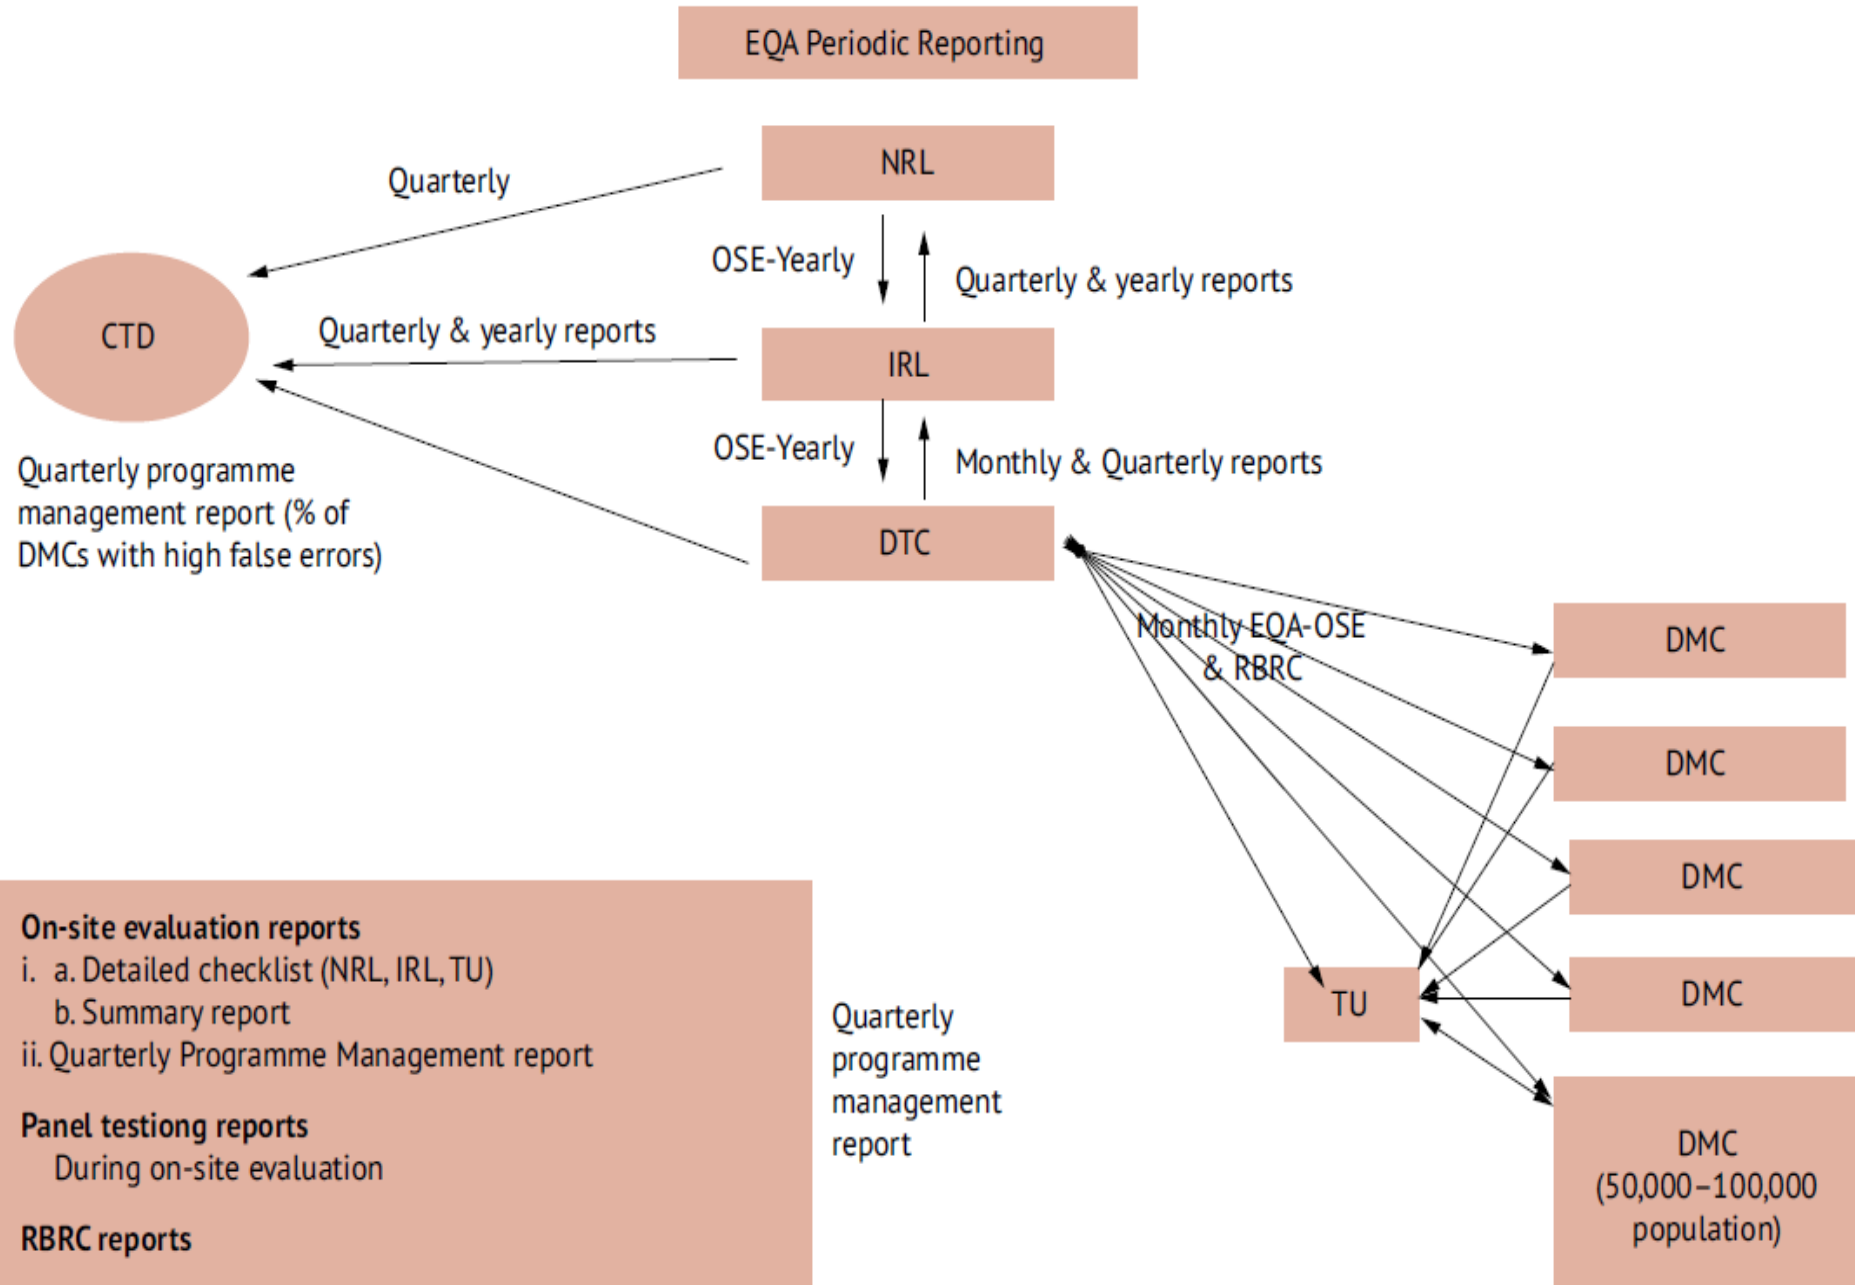 EQA Periodic Reporting
NRL
Quarterly
OSE-Yearly
Quarterly & yearly reports
CTD
Quarterly & yearly reports
IRL
OSE-Yearly
Monthly & Quarterly reports
Quarterly programme
management report (% of
DMCs with high false errors)
DTC
Monthly EQA-OSE
& RBRC
DMC
DMC
DMC
DMC
TU
DMC
(50,000–100,000
population)
Quarterly
programme
management
report
On-site evaluation reports
i. a. Detailed checklist (NRL, IRL, TU)
b. Summary report
ii. Quarterly Programme Management report
Panel testiong reports
During on-site evaluation
RBRC reports